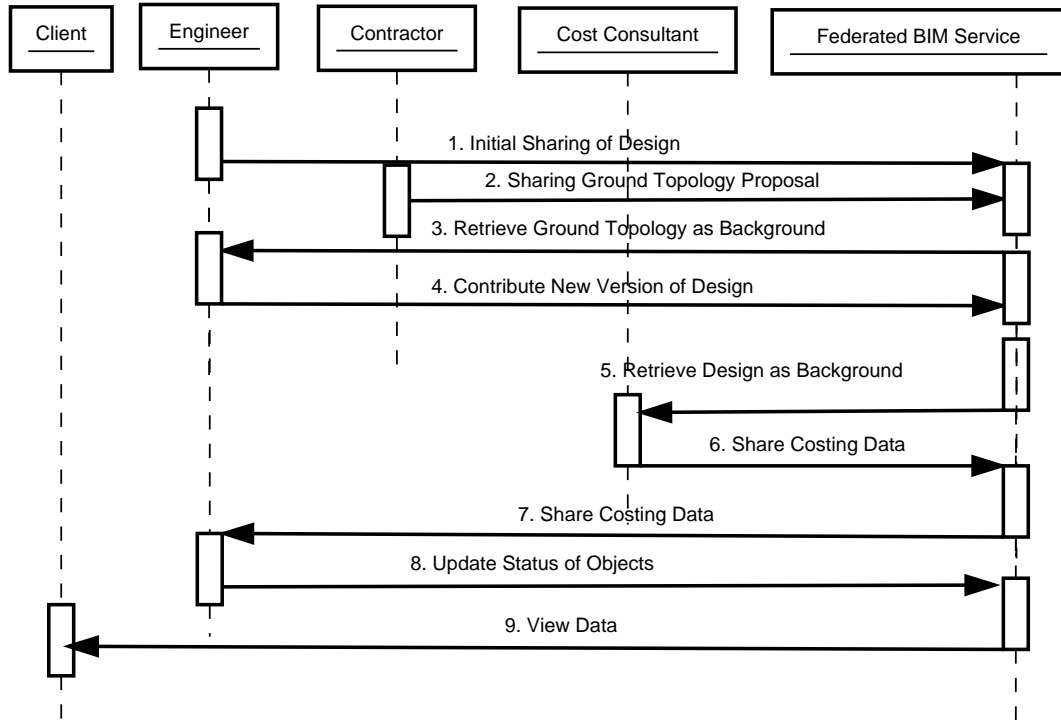 Client
Engineer
Contractor
Cost Consultant
Federated BIM Service
1. Initial Sharing of Design
2. Sharing Ground Topology Proposal
3. Retrieve Ground Topology as Background
4. Contribute New Version of Design
5. Retrieve Design as Background
6. Share Costing Data
7. Share Costing Data
8. Update Status of Objects
9. View Data